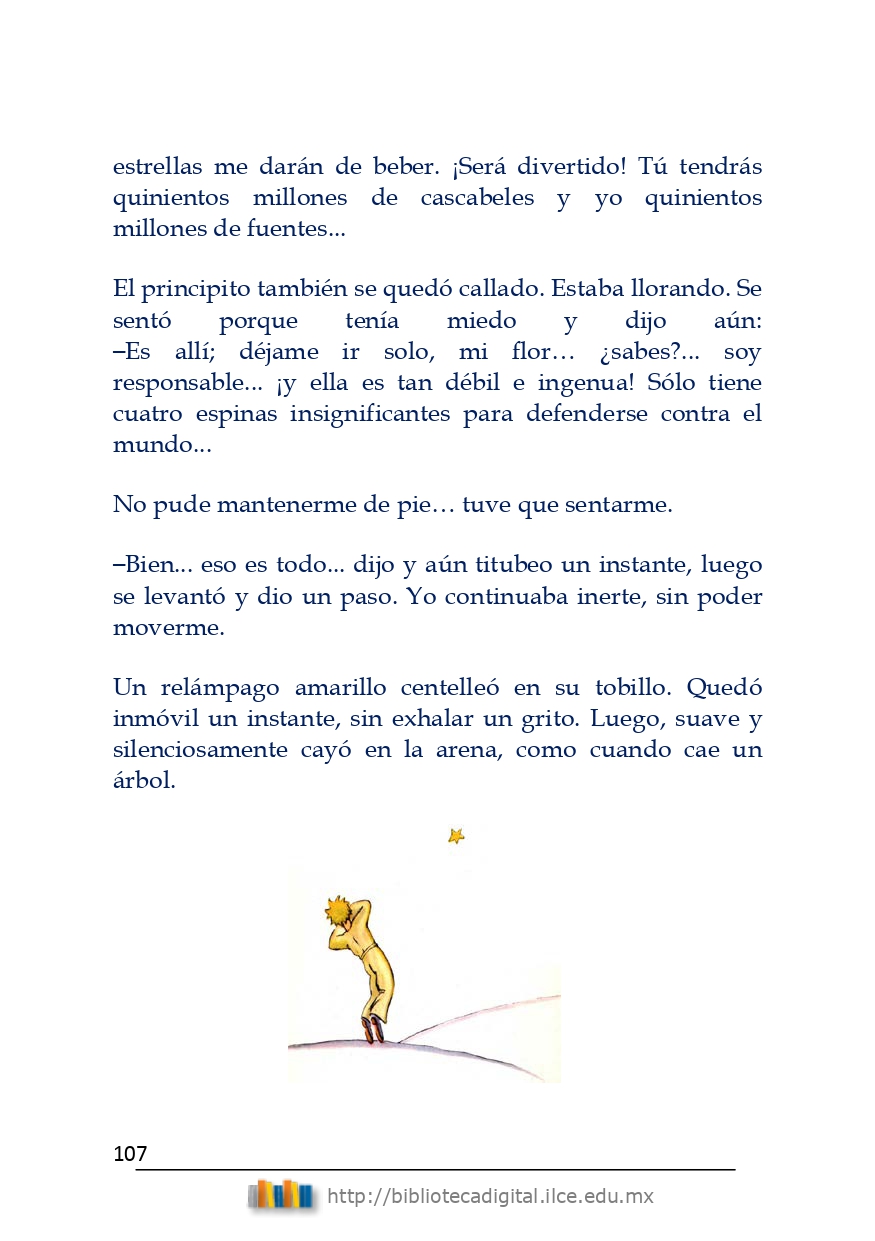 estrellas me darán de beber. ¡Será divertido! Tú tendrás
quinientos millones de cascabeles y yo quinientos
millones de fuentes...
El principito también se quedó callado. Estaba llorando. Se
sentó porque tenía miedo y dijo aún:
–Es allí; déjame ir solo, mi flor… ¿sabes?... soy
responsable... ¡y ella es tan débil e ingenua! Sólo tiene
cuatro espinas insignificantes para defenderse contra el
mundo...
No pude mantenerme de pie… tuve que sentarme.
–Bien... eso es todo... dijo y aún titubeo un instante, luego
se levantó y dio un paso. Yo continuaba inerte, sin poder
moverme.
Un relámpago amarillo centelleó en su tobillo. Quedó
inmóvil un instante, sin exhalar un grito. Luego, suave y
silenciosamente cayó en la arena, como cuando cae un
árbol.
107
http://bibliotecadigital.ilce.edu.mx